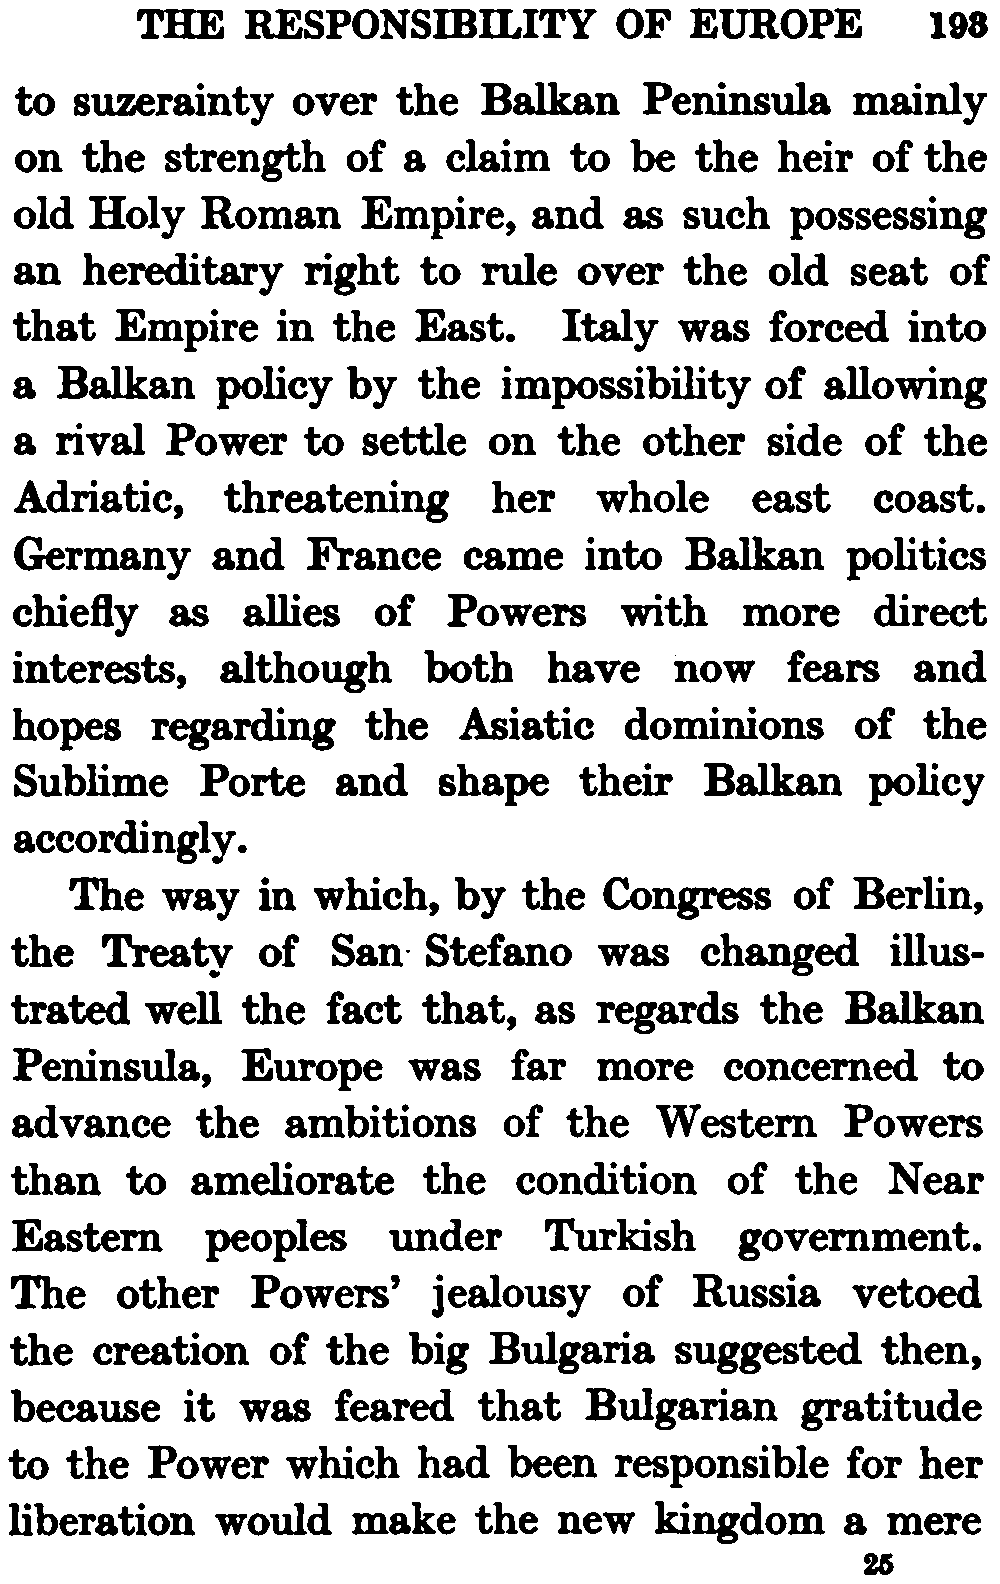 THE RESPONSIBILITY OF EUROPE 193
to suzerainty over the Balkan Peninsula mainly
on the strength of a claim to be the heir of the
old Holy Roman Empire, and as such possessing
an hereditary right to rule over the old seat of
that Empire in the East. Italy was forced into
a Balkan policy by the impossibility of allowing
a rival Power to settle on the other side of the
Adriatic, threatening her whole east coast.
Germany and France came into Balkan politics
chiefly as allies of Powers with more direct
interests, although both have now fears and
hopes regarding the Asiatic dominions of the
Sublime Porte and shape their Balkan policy
accordingly.
The way in which, by the Congress of Berlin,
the Treaty of San Stefano was changed illus-
trated well the fact that, as regards the Balkan
Peninsula, Europe was far more concerned to
advance the ambitions of the Western Powers
than to ameliorate the condition of the Near
Eastern peoples under Turkish government.
The other Powers' jealousy of Russia vetoed
the creation of the big Bulgaria suggested then,
because it was feared that Bulgarian gratitude
to the Power which had been responsible for her
liberation would make the new kingdom a mere
25